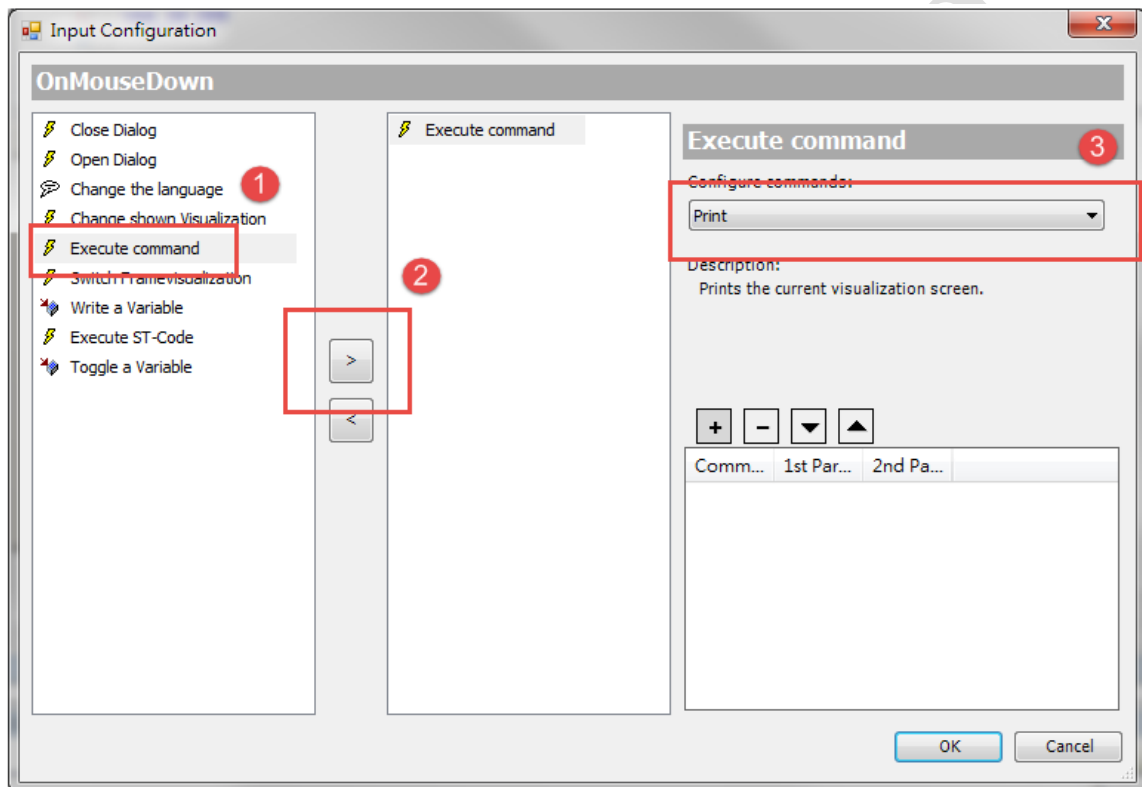 Input Configuration
OnMouseDown
Close Dialog
Open Dialog
Change the language
Change shown Visualization
Execute command
Switch FrameVisualization
Write a Variable
Execute ST-Code
Toggle a Variable
1
2
>
<
Execute command
Execute command
3
Configure commands:
Print
Description:
Prints the current visualization screen.
+ -
Comm... 1st Par... 2nd Pa...
OK Cancel